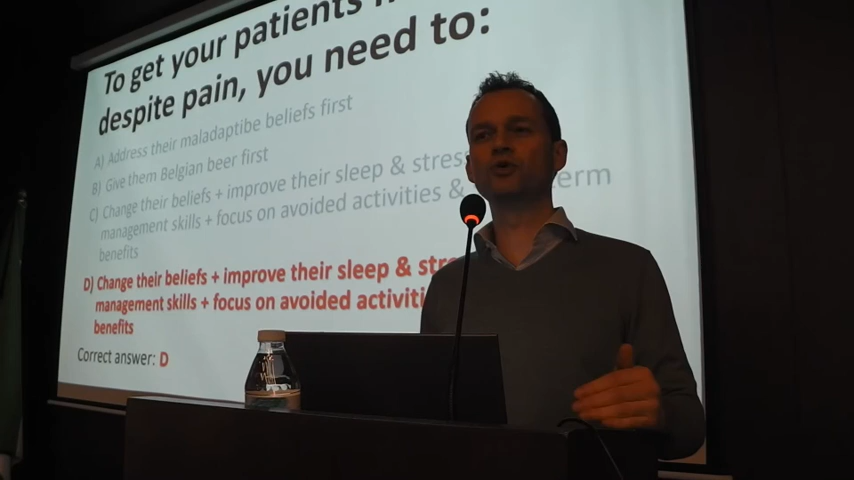 To get your patients
despite pain, you need to:
A) Address their maladaptibe beliefs first
B) Give them Belgian beer first
C) Change their beliefs + improve their sleep & stress
management skills + focus on avoided activities & term
benefits
D) Change their beliefs + improve their sleep &
management skills + focus on avoided
benefits
Correct answer: D